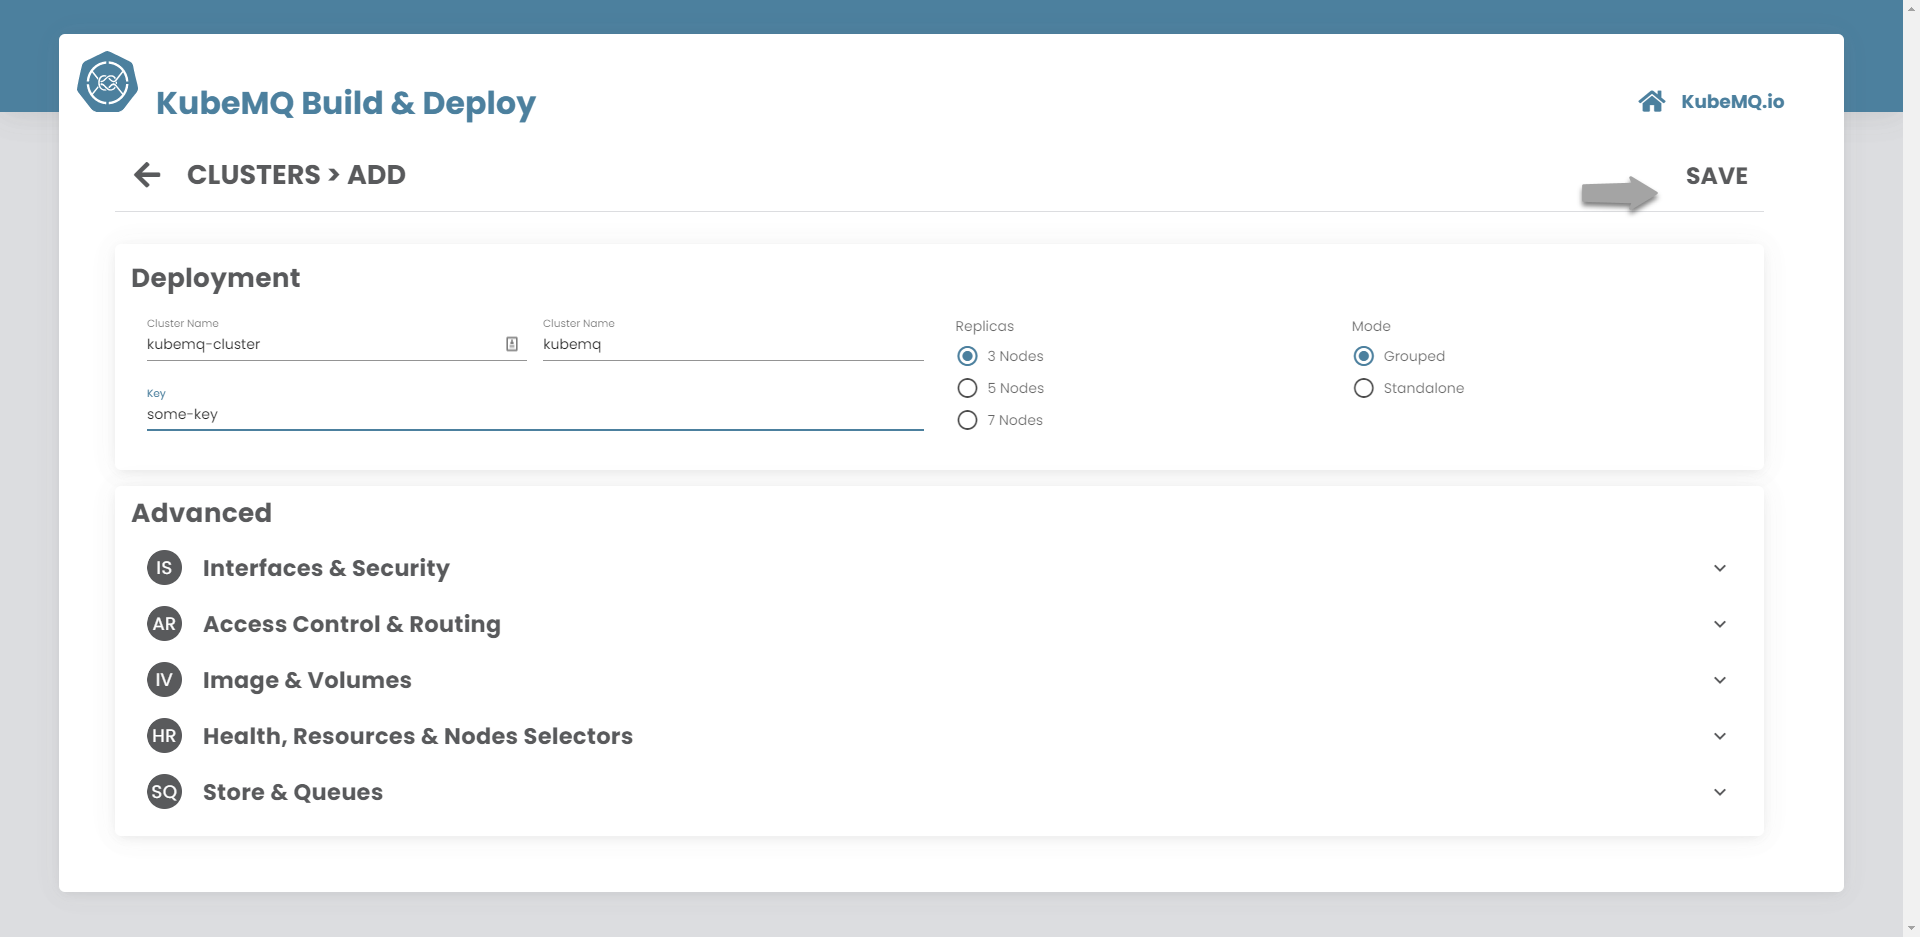 KubeMQ Build & Deploy
KubeMQ.io
CLUSTERS > ADD
SAVE
Deployment
Cluster Name
kubemq-cluster
Cluster Name
kubemq
Key
some-key
Replicas
3 Nodes
5 Nodes
7 Nodes
Mode
Grouped
Standalone
Advanced
IS Interfaces & Security
AR Access Control & Routing
IV Image & Volumes
HR Health, Resources & Nodes Selectors
SQ Store & Queues